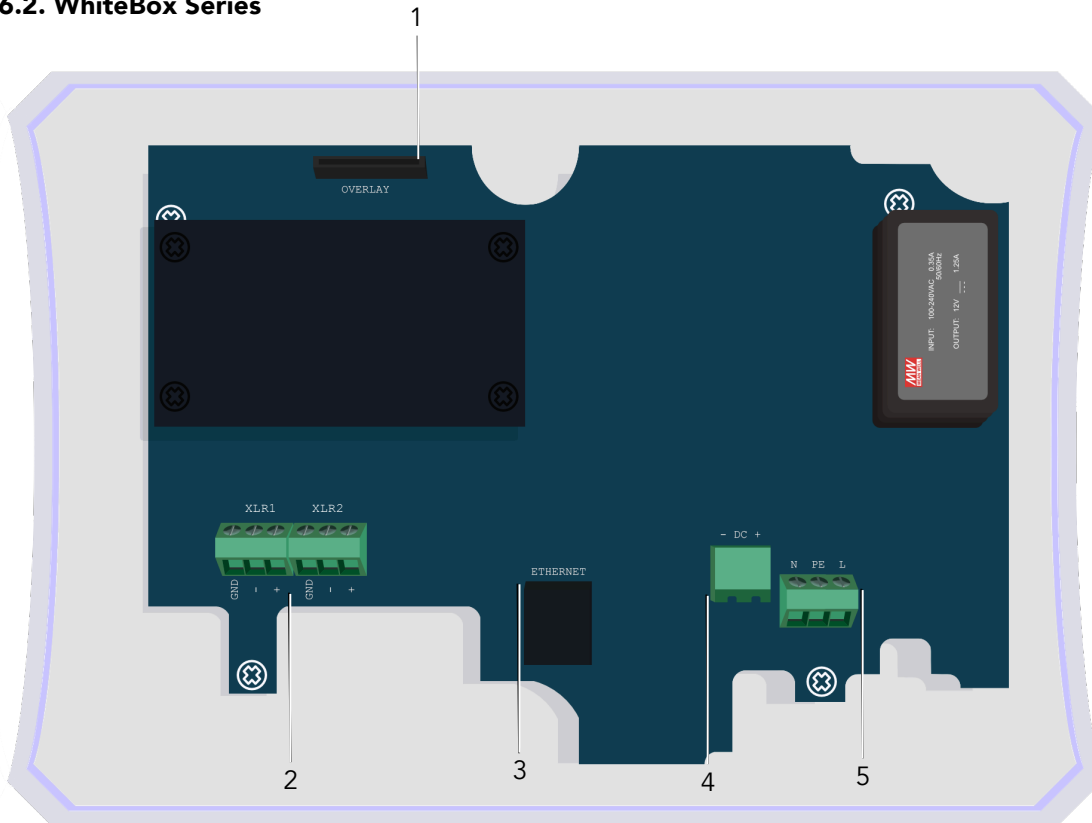 6.2. WhiteBox Series
1
OVERLAY
INPUT: 100-240VAC 0.35A
50/60Hz
OUTPUT: 12V 1.25A
MW
XLR1 XLR2
GND - + GND - +
- DC +
ETHERNET
N PE L
2
3
4
5